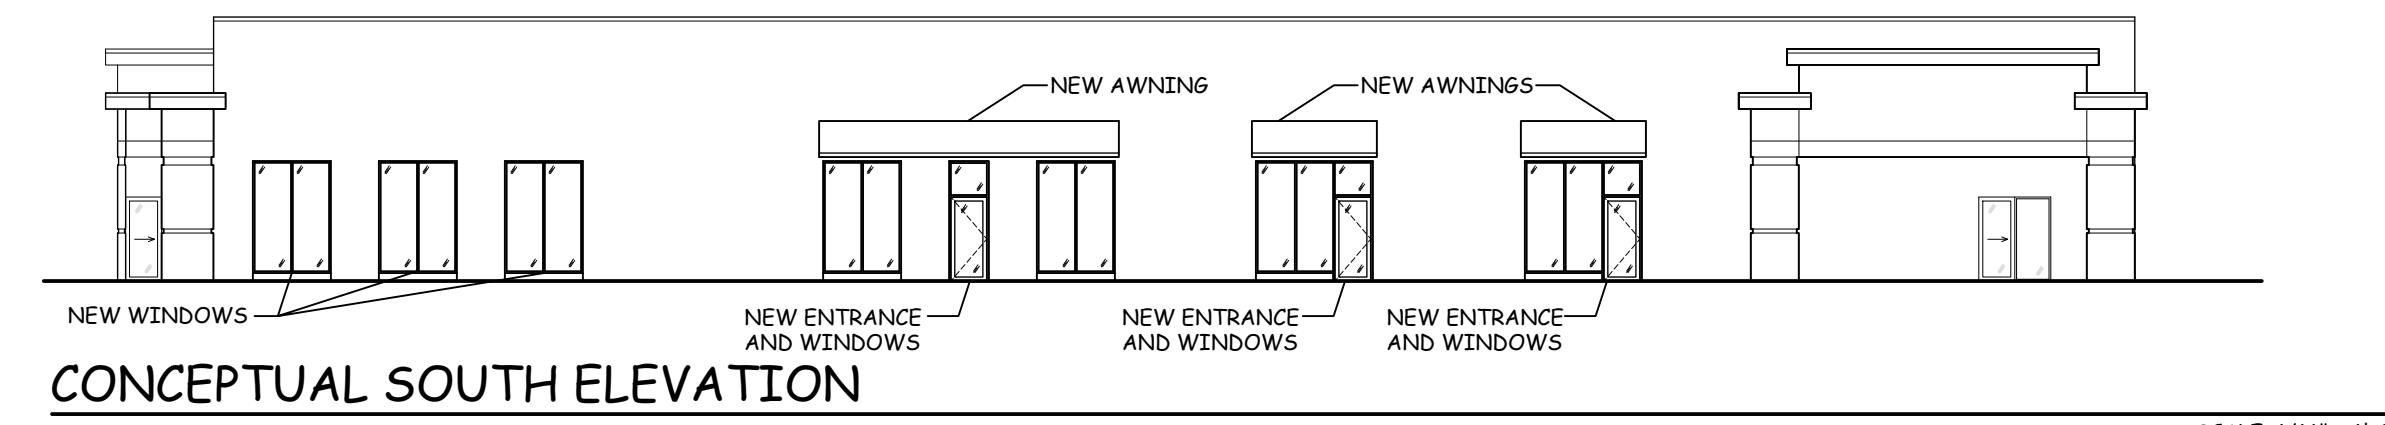 NEW AWNING
NEW AWNINGS
NEW WINDOWS
NEW ENTRANCE
AND WINDOWS
NEW ENTRANCE
AND WINDOWS
NEW ENTRANCE
AND WINDOWS
CONCEPTUAL SOUTH ELEVATION